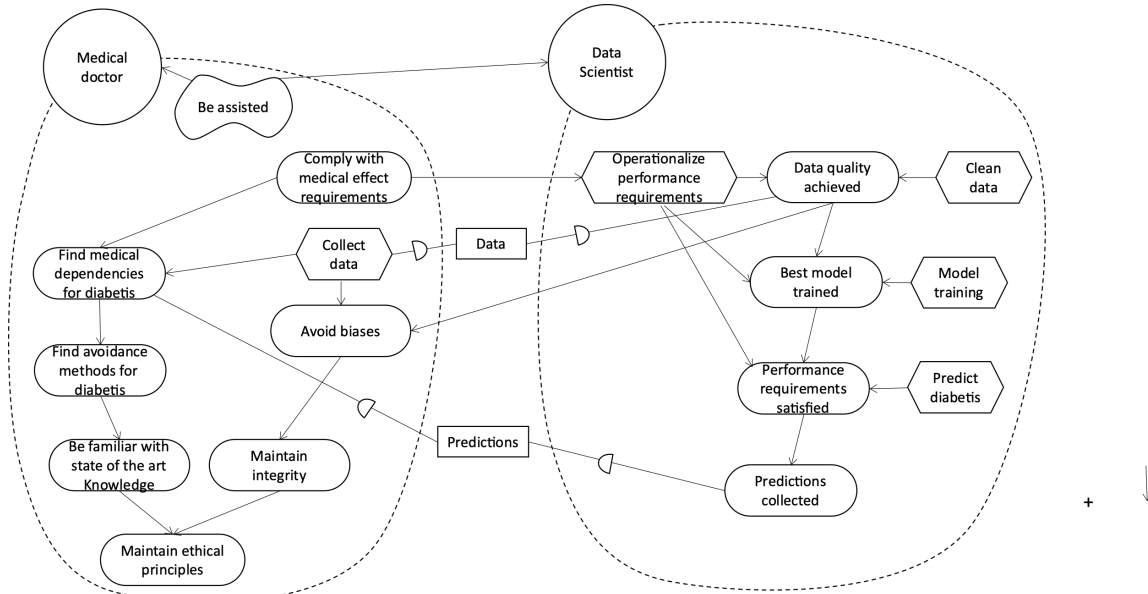 Medical
doctor
Data
Scientist
Be assisted
Comply with
medical effect
requirements
Operationalize
performance
requirements
Data quality
achieved
Clean
data
Find medical
dependencies
for diabetis
Collect
data
Data
Best model
trained
Model
training
Avoid biases
Find avoidance
methods for
diabetis
Performance
requirements
satisfied
Predict
diabetis
Be familiar with
state of the art
Knowledge
Maintain
integrity
Predictions
Predictions
collected
+
Maintain ethical
principles